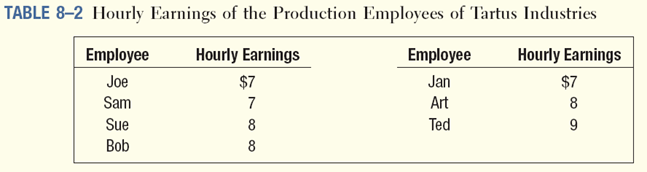 TABLE 8–2 Hourly Earnings of the Production Employees of Tartus Industries
Employee Hourly Earnings Employee Hourly Earnings
Joe $7 Jan $7
Sam 7 Art 8
Sue 8 Ted 9
Bob 8